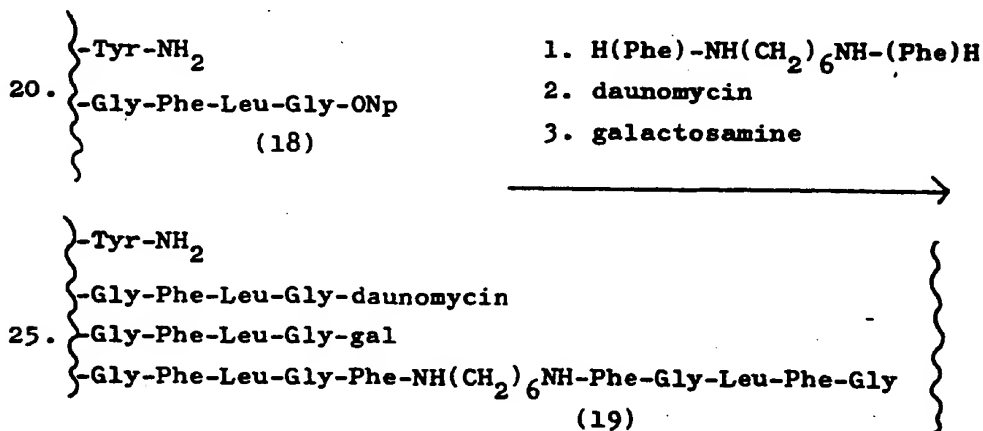 -Tyr-NH2
1. H(Phe)-NH(CH2)6NH-(Phe)H
20.
-Gly-Phe-Leu-Gly-ONp
2. daunomycin
(18)
3. galactosamine
-Tyr-NH2
-Gly-Phe-Leu-Gly-daunomycin
25.
-Gly-Phe-Leu-Gly-gal
-Gly-Phe-Leu-Gly-Phe-NH(CH2)6NH-Phe-Gly-Leu-Phe-Gly
(19)